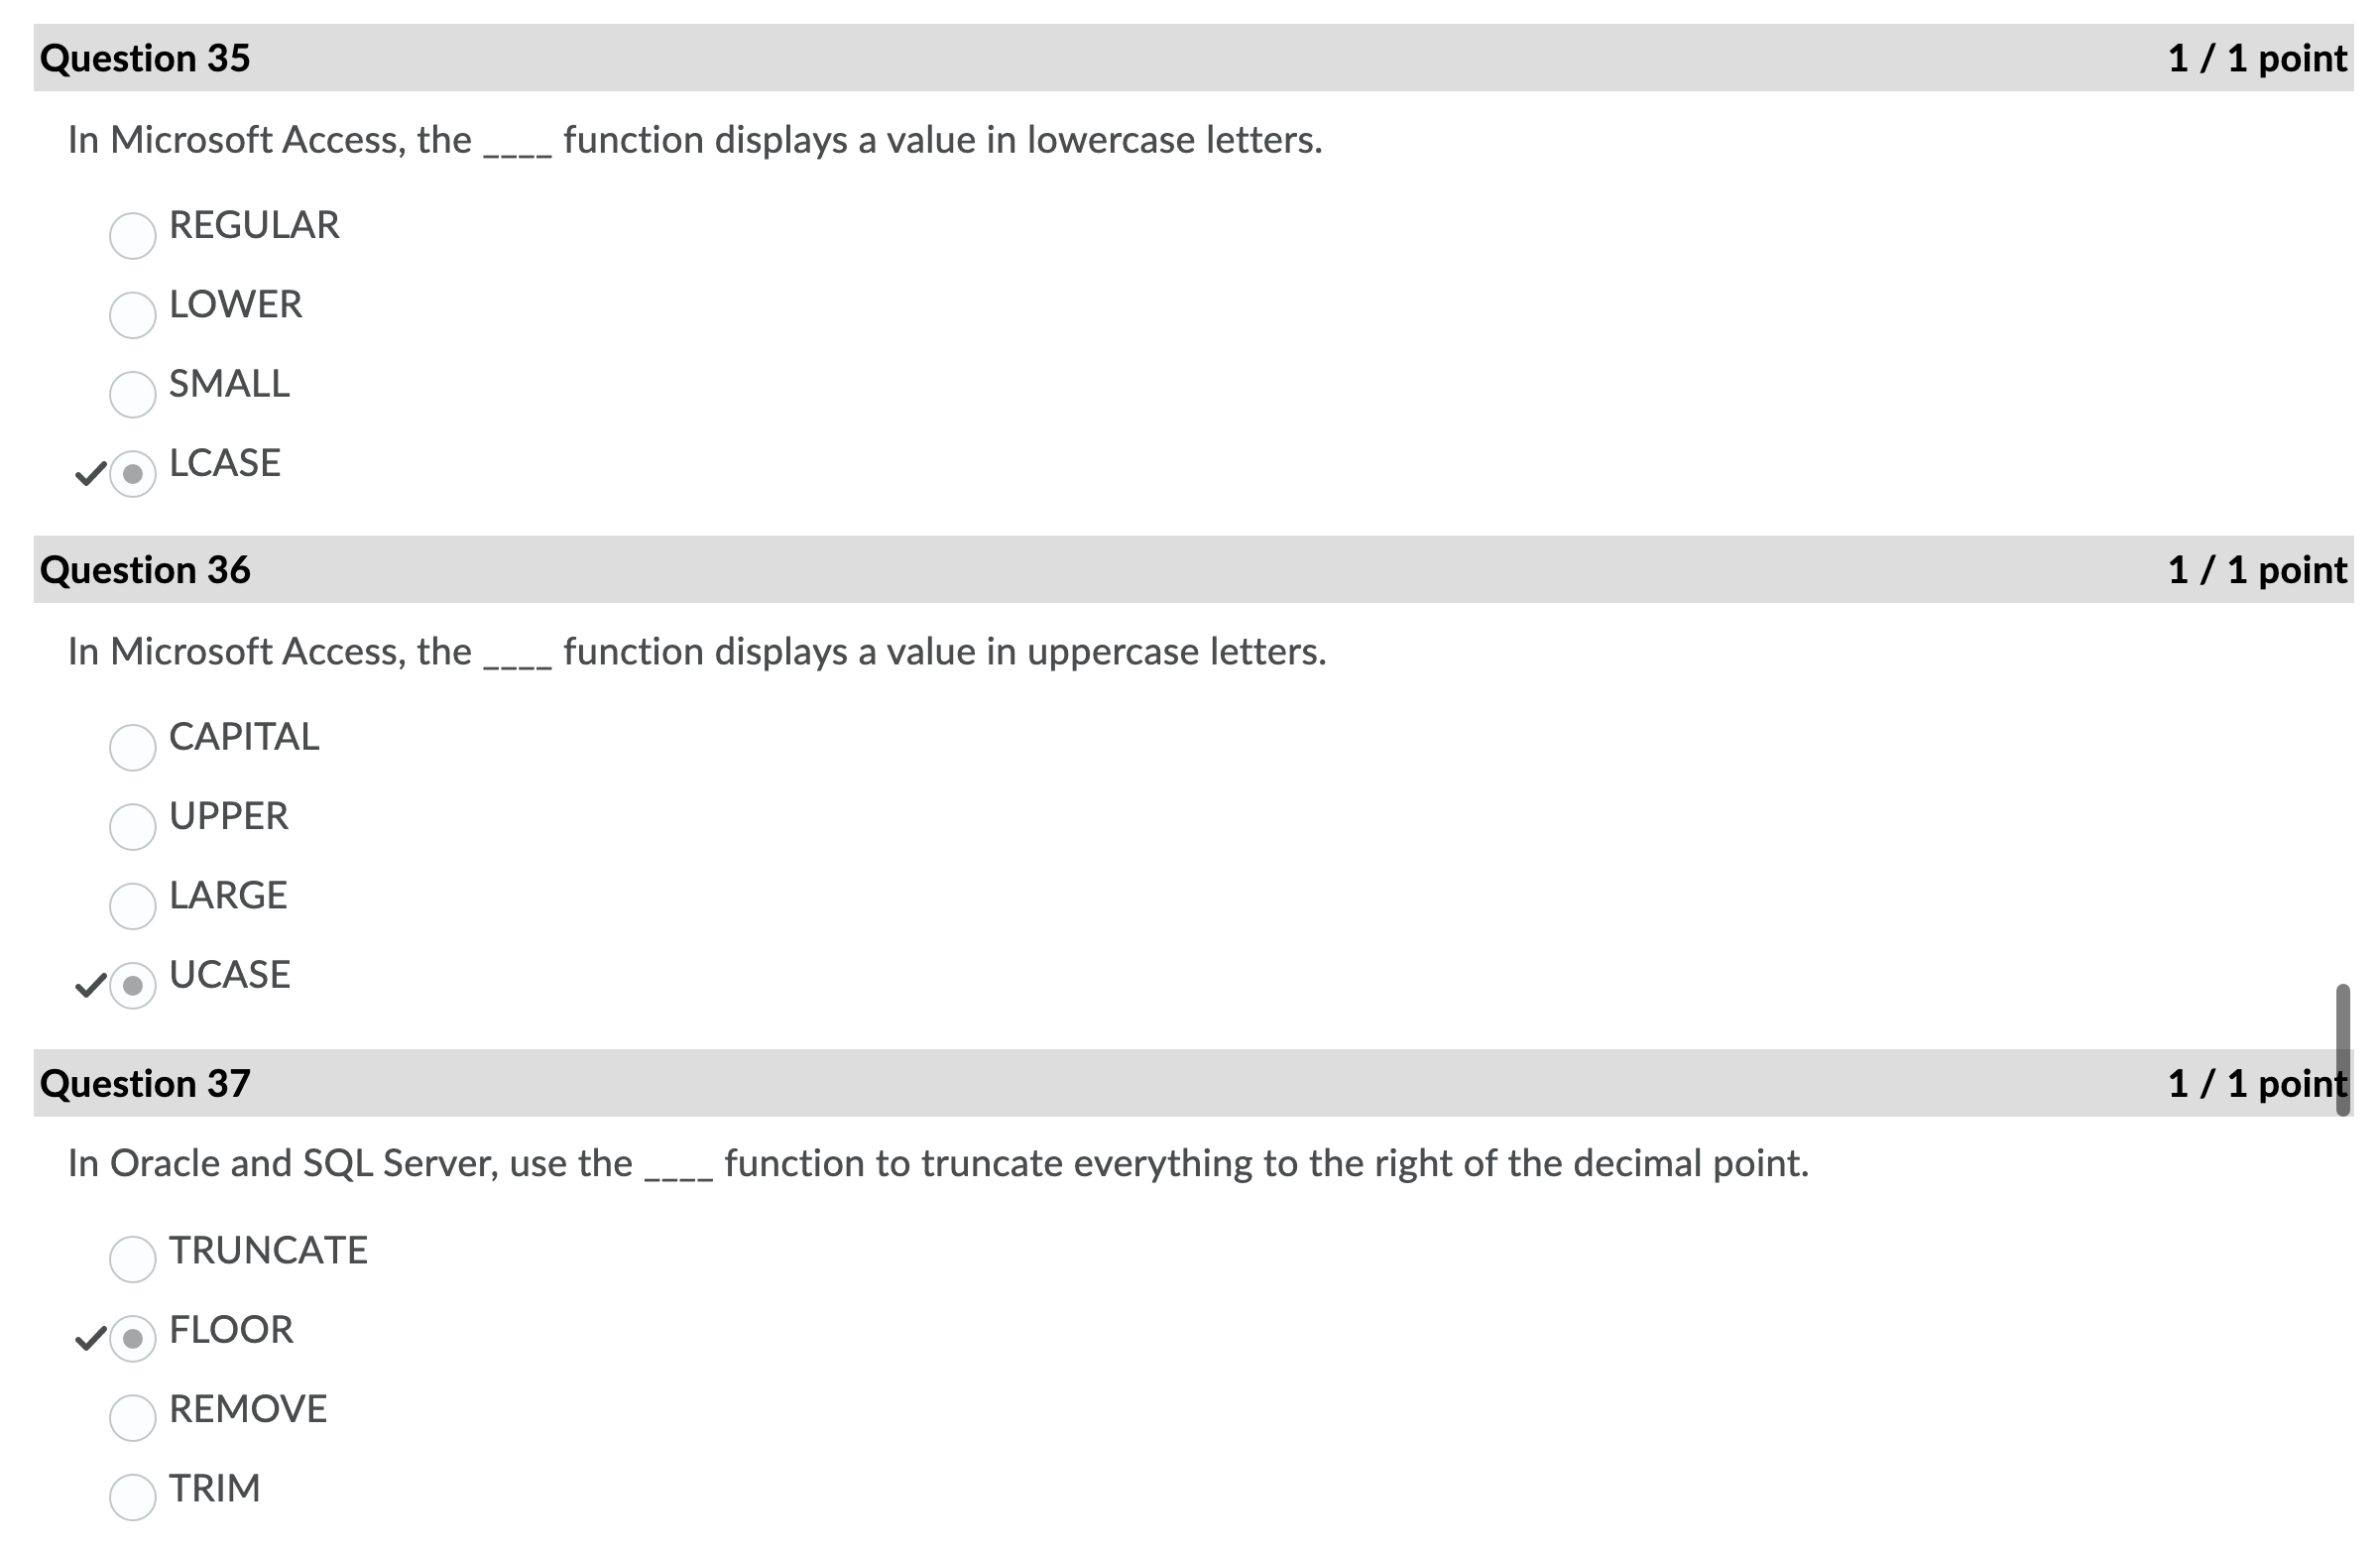 Question 35 1 / 1 point
In Microsoft Access, the ____ function displays a value in lowercase letters.
REGULAR
LOWER
SMALL
LCASE
Question 36 1 / 1 point
In Microsoft Access, the ____ function displays a value in uppercase letters.
CAPITAL
UPPER
LARGE
UCASE
Question 37 1 / 1 point
In Oracle and SQL Server, use the ____ function to truncate everything to the right of the decimal point.
TRUNCATE
FLOOR
REMOVE
TRIM